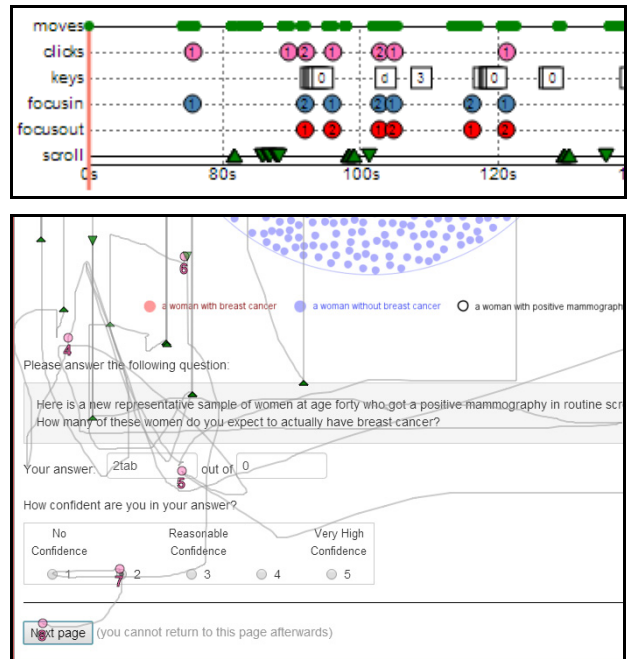 moves
clicks 1 1 2 1 2 1 1
keys 0 d 3 0 0
focusin 1 2 1 2 1 2 1
focusout 2 2 1 2 1 2
scroll
0s 80s 100s 120s 1
6
a woman with breast cancer a woman without breast cancer a woman with positive mammograph
4
Please answer the following question:
Here is a new representative sample of women at age forty who got a positive mammography in routine scr
How many of these women do you expect to actually have breast cancer?
Your answer: 2tab out of 0
5
How confident are you in your answer?
No Reasonable Very High
Confidence Confidence Confidence
1 2 3 4 5
7
Next page (you cannot return to this page afterwards)
8